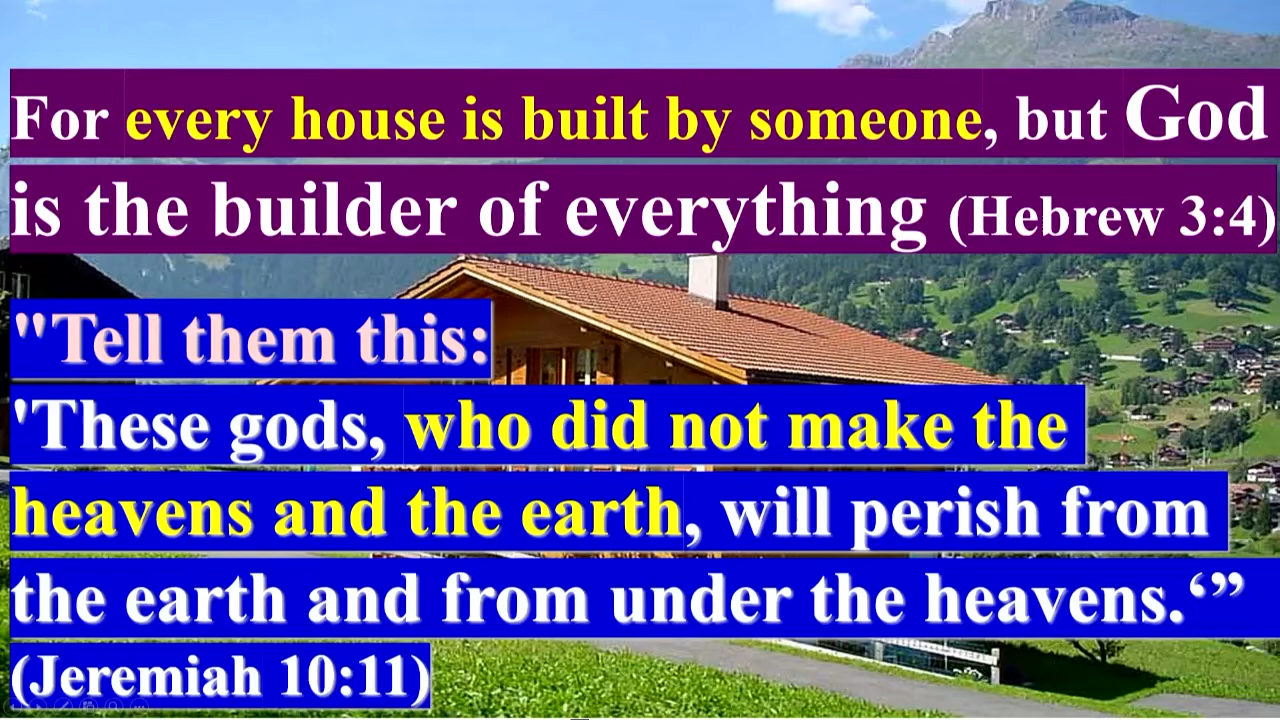 For every house is built by someone, but God
is the builder of everything (Hebrew 3:4)
"Tell them this:
'These gods, who did not make the
heavens and the earth, will perish from
the earth and from under the heavens.‘”
(Jeremiah 10:11)